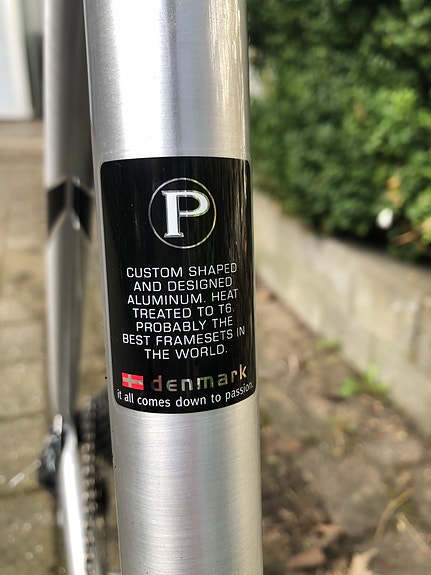 P
CUSTOM SHAPED
AND DESIGNED
ALUMINUM. HEAT
TREATED TO T6.
PROBABLY THE
BEST FRAMESETS IN
THE WORLD.
denmark
it all comes down to passion.